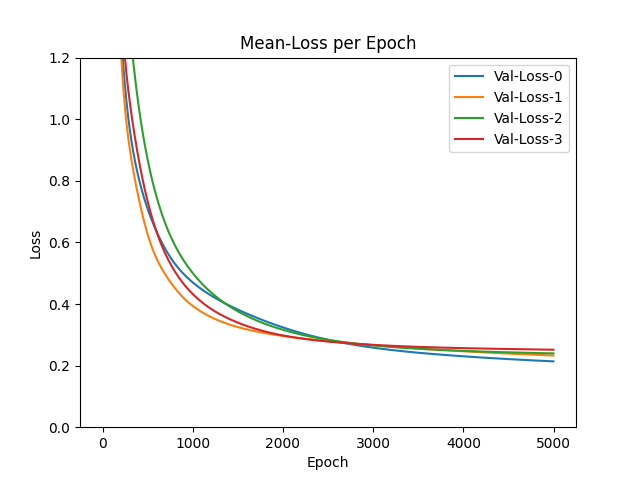 Mean-Loss per Epoch
1.2
1.0
0.8
0.6
0.4
0.2
0.0
Loss
Val-Loss-0
Val-Loss-1
Val-Loss-2
Val-Loss-3
0 1000 2000 3000 4000 5000
Epoch